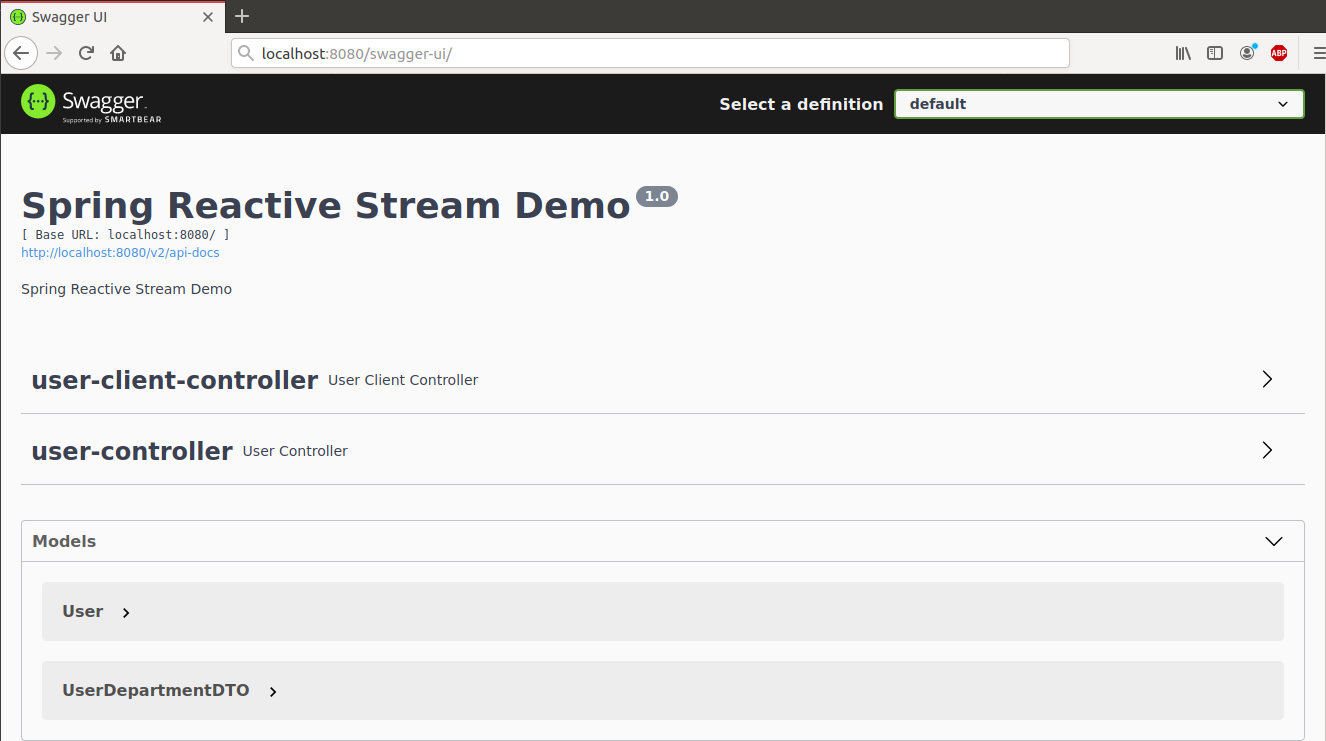 Swagger UI
localhost:8080/swagger-ui/
ABP
Swagger.
Supported by SMARTBEAR
Select a definition default
Spring Reactive Stream Demo 1.0
[ Base URL: localhost:8080/ ]
http://localhost:8080/v2/api-docs
Spring Reactive Stream Demo
user-client-controller User Client Controller
user-controller User Controller
Models
User
UserDepartmentDTO